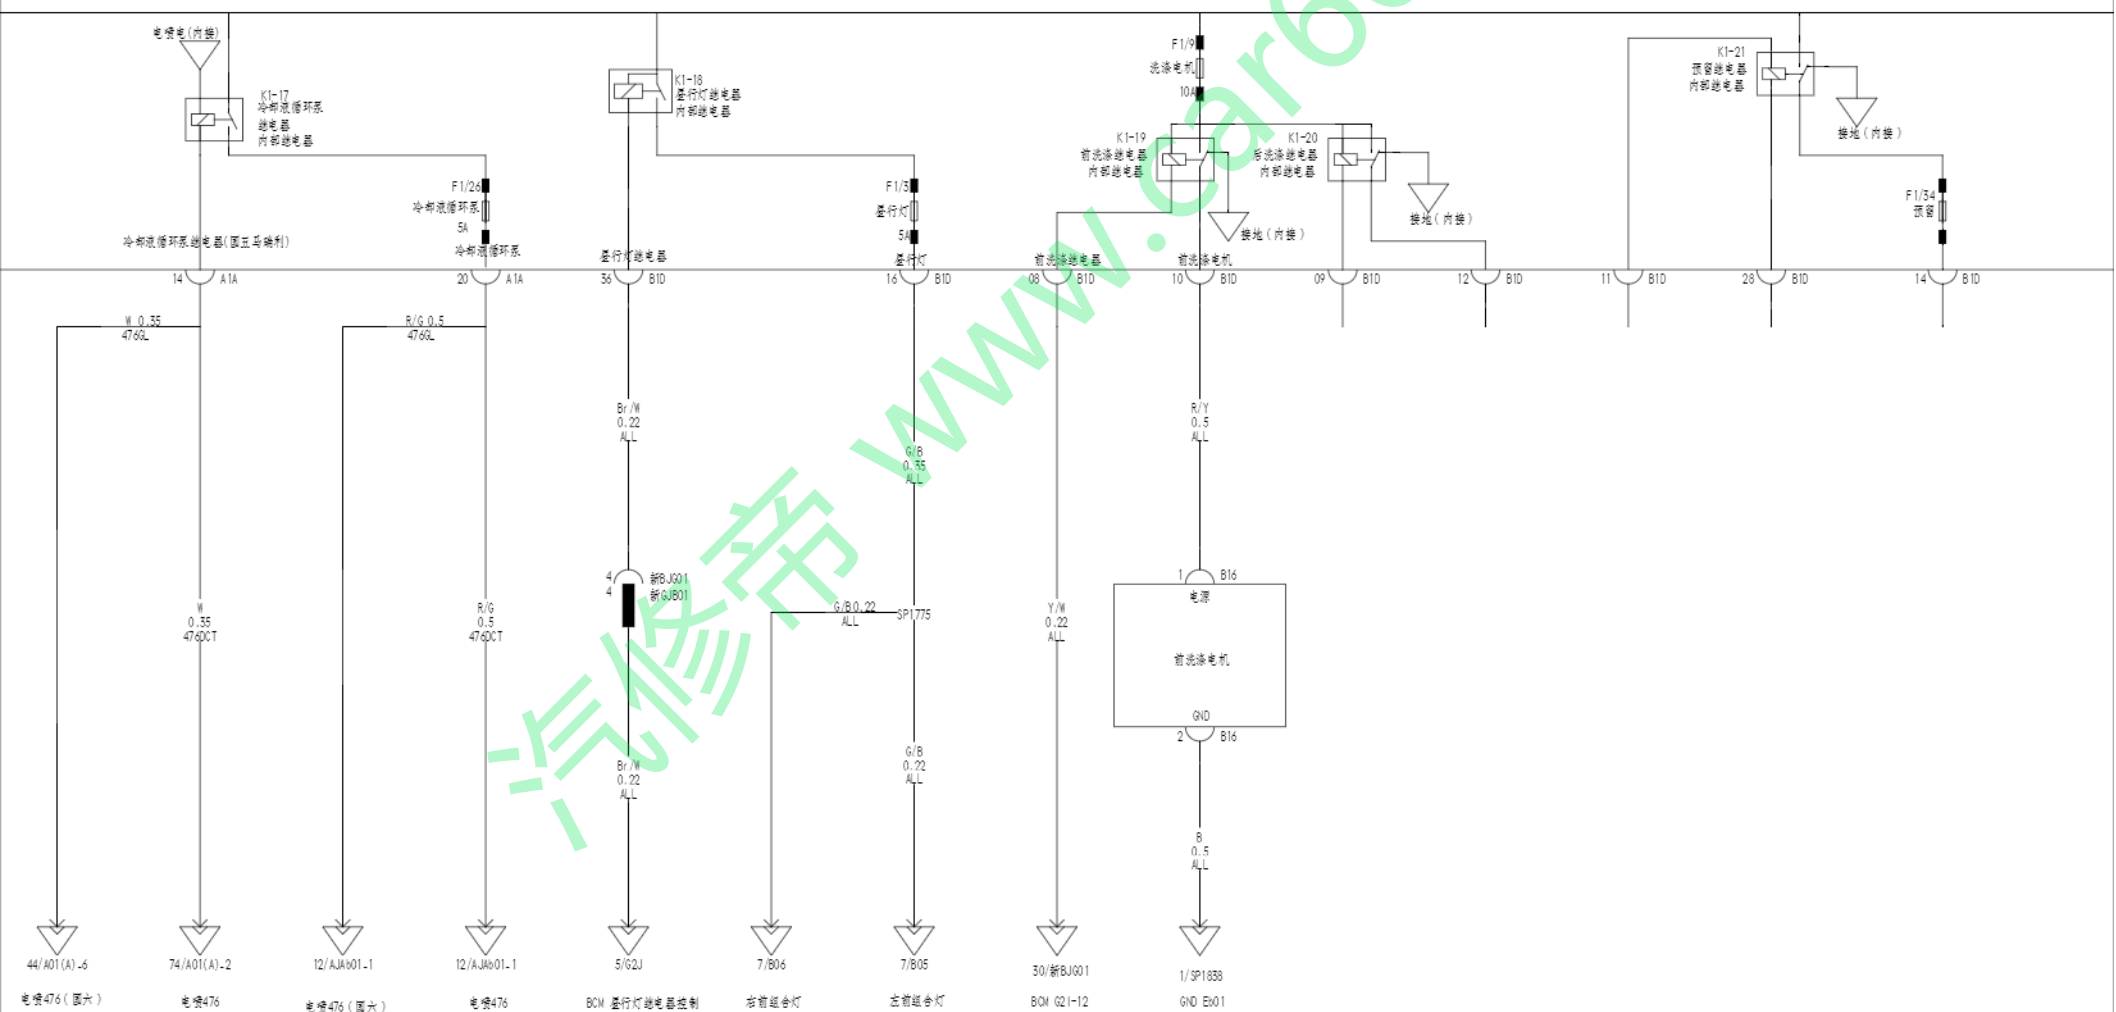 电喷电(内接)
K1-17
冷却液循环泵
继电器
内部继电器
F1/26
冷却液循环泵
5A
冷却液循环泵
冷却液循环泵继电器(国五马瑞利)
14 A1A
20 A1A
K1-18
昼行灯继电器
内部继电器
昼行灯继电器
36 B1D
F1/3
昼行灯
5A
昼行灯
16 B1D
F1/9
洗涤电机
10A
K1-19
前洗涤继电器
内部继电器
接地(内接)
前洗涤继电器
08 B1D
前洗涤电机
10 B1D
K1-20
后洗涤继电器
内部继电器
接地(内接)
09 B1D
12 B1D
K1-21
预留继电器
内部继电器
接地(内接)
F1/34
预留
11 B1D
28 B1D
14 B1D
W 0.35
476GL
R/G 0.5
476GL
Br/W
0.22
ALL
G/B
0.35
ALL
R/Y
0.5
ALL
W
0.35
476DCT
R/G
0.5
476DCT
4 新BJG01
4 新GJB01
G/B 0.22
ALL
SP1775
Y/W
0.22
ALL
1 B16
电源
前洗涤电机
GND
2 B16
Br/W
0.22
ALL
G/B
0.22
ALL
B
0.5
ALL
44/A01(A)-6
电喷476(国六)
74/A01(A)-2
电喷476
12/AJAb01-1
电喷476(国六)
12/AJAb01-1
电喷476
5/G2J
BCM 昼行灯继电器控制
7/B06
右前组合灯
7/B05
左前组合灯
30/新BJG01
BCM G2I-12
1/SP1838
GND Eb01
汽修帝 www.car6